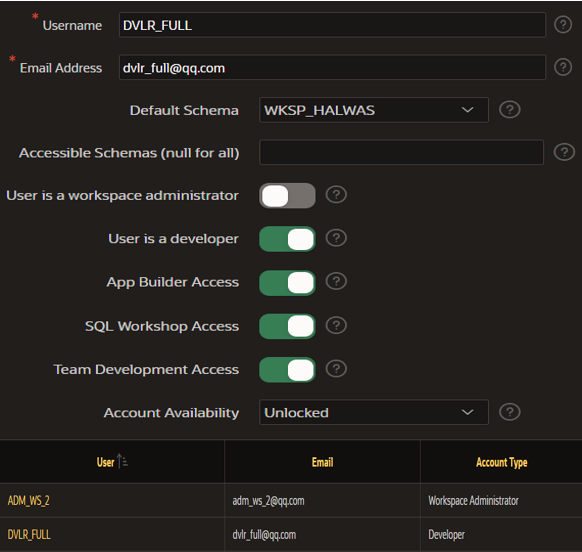 * Username DVLR_FULL ?
* Email Address dvlr_full@qq.com ?
Default Schema WKSP_HALWAS ?
Accessible Schemas (null for all) ?
User is a workspace administrator ?
User is a developer ?
App Builder Access ?
SQL Workshop Access ?
Team Development Access ?
Account Availability Unlocked ?
User Email Account Type
ADM_WS_2 adm_ws_2@qq.com Workspace Administrator
DVLR_FULL dvlr_full@qq.com Developer